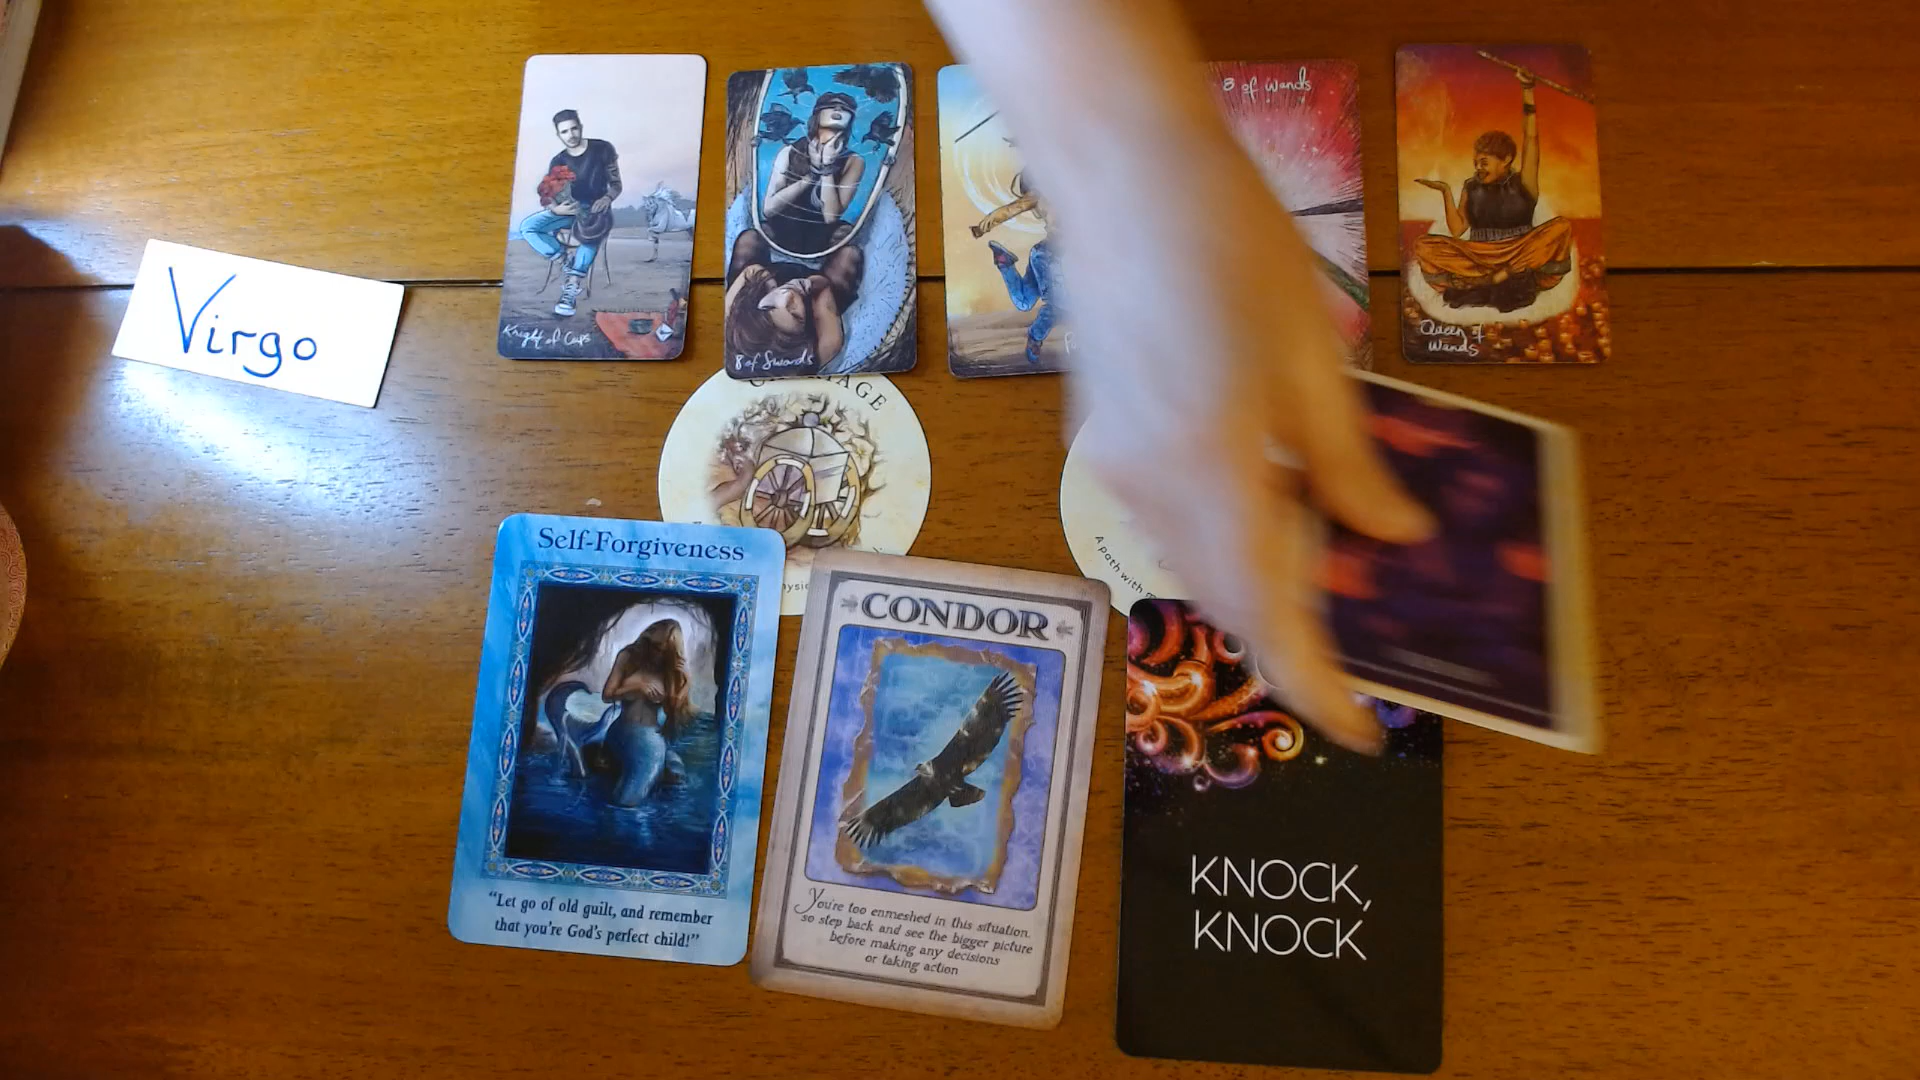 8 of Wands
Knight of Cups
8 of Swords
Queen of
Wands
Virgo
Self-Forgiveness
"Let go of old guilt, and remember
that you're God's perfect child!"
CONDOR
You're too enmeshed in this situation.
so step back and see the bigger picture
before making any decisions
or taking action
A path with
KNOCK,
KNOCK